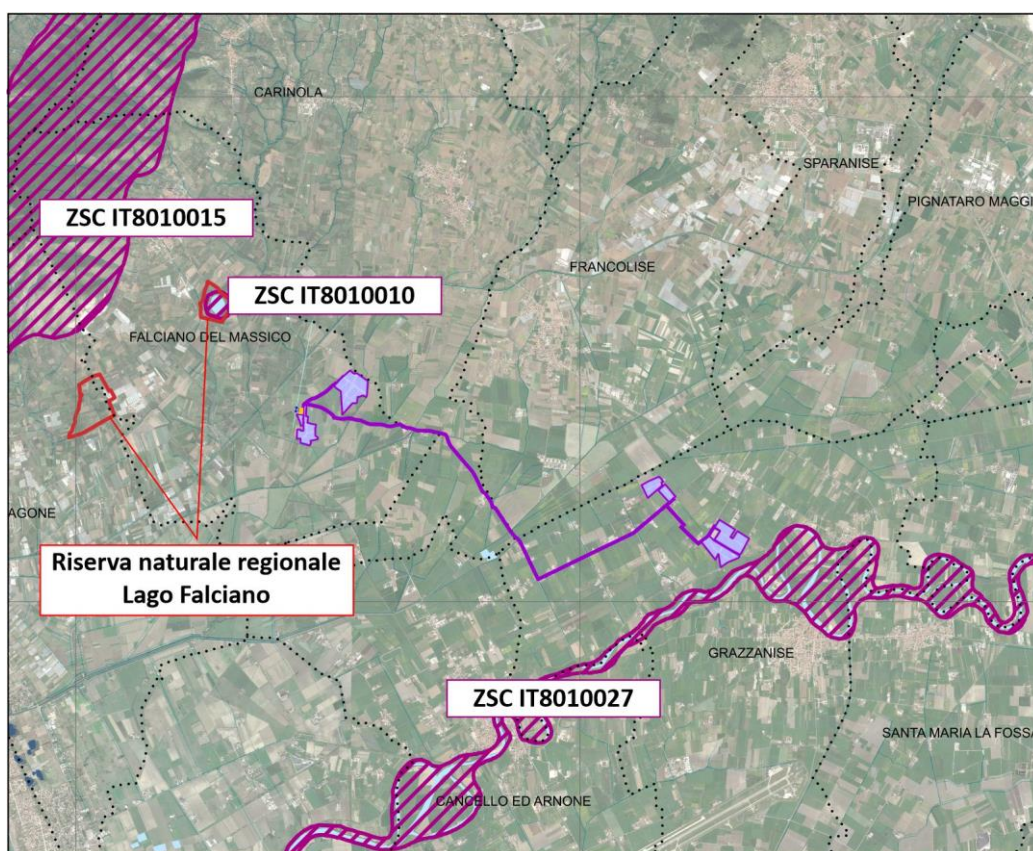 CARINOLA
SPARANISE
PIGNATARO MAGGI
ZSC IT8010015
FRANCOLISE
ZSC IT8010010
FALCIANO DEL MASSICO
AGONE
Riserva naturale regionale
Lago Falciano
GRAZZANISE
ZSC IT8010027
SANTA MARIA LA FOSSA
CANCELLO ED ARNONE